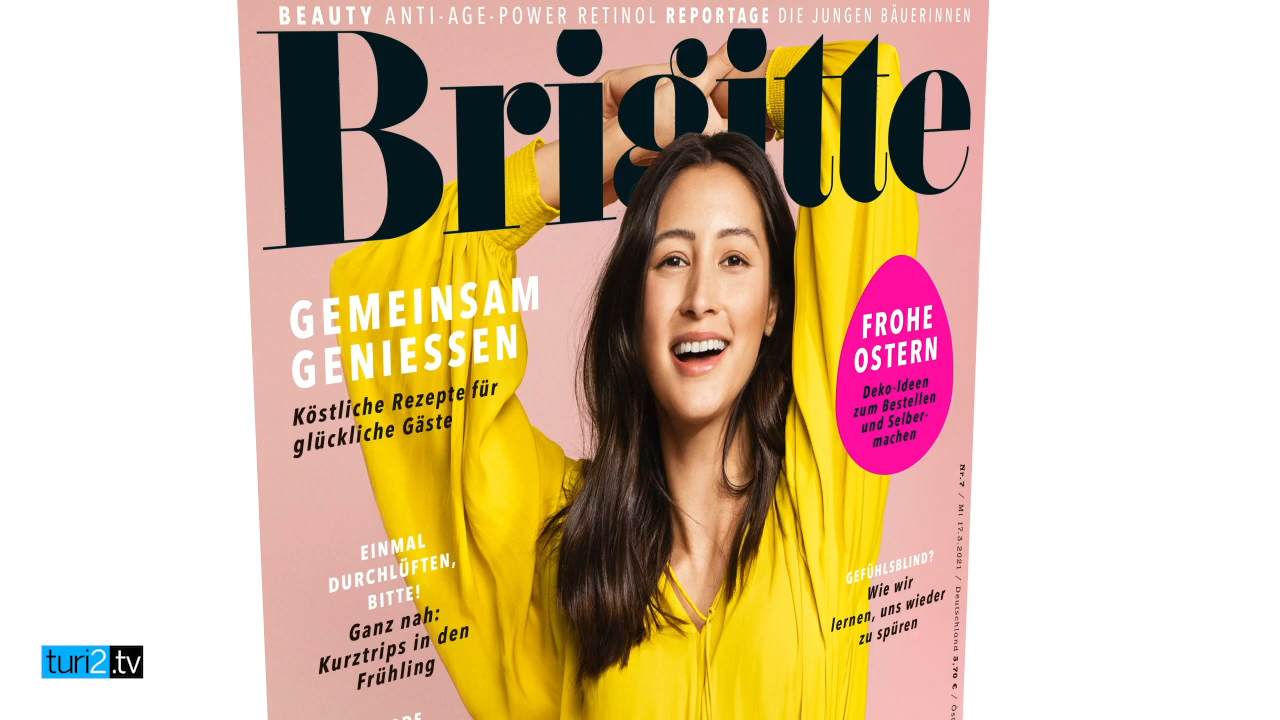 BEAUTY ANTI-AGE-POWER RETINOL REPORTAGE DIE JUNGEN BÄUERINNEN
Brigitte
GEMEINSAM
GENIESSEN
Köstliche Rezepte für
glückliche Gäste
FROHE
OSTERN
Deko-Ideen
zum Bestellen
und Selber-
machen
EINMAL
DURCHLÜFTEN,
BITTE!
Ganz nah:
Kurztrips in den
Frühling
GEFÜHLSBLIND?
Wie wir
lernen, uns wieder
zu spüren
Nr. 7 / Mi 17.3.2021 / Deutschland 3,70 € /
turi2.tv